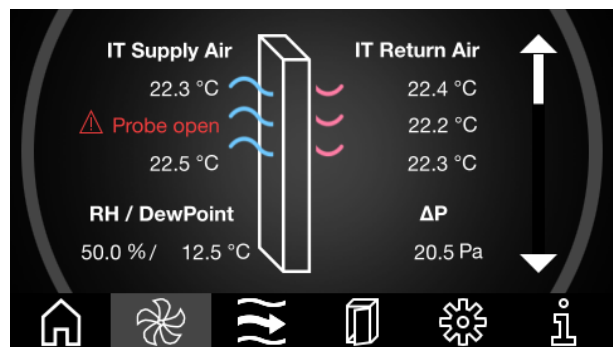 IT Supply Air
22.3 °C
Probe open
22.5 °C
RH / DewPoint
50.0 %/ 12.5 °C
IT Return Air
22.4 °C
22.2 °C
22.3 °C
ΔP
20.5 Pa